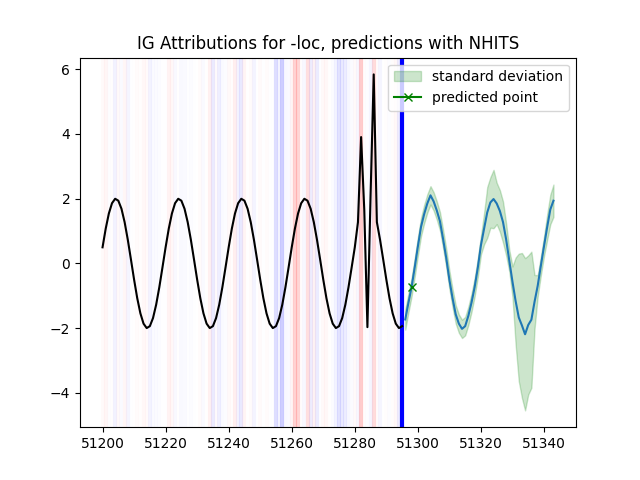 IG Attributions for -loc, predictions with NHITS
standard deviation
predicted point
6
4
2
0
−2
−4
51200 51220 51240 51260 51280 51300 51320 51340